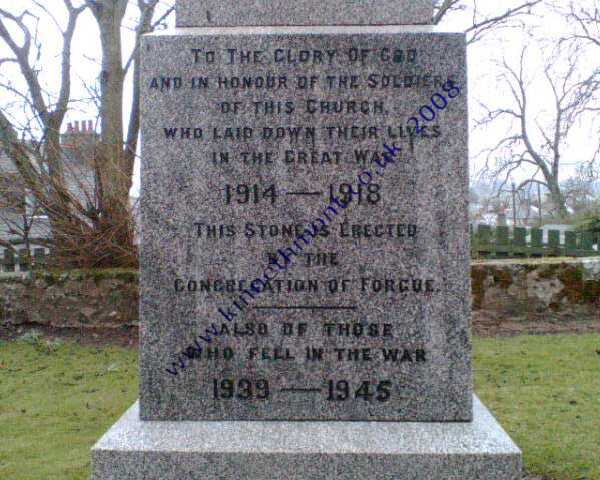 To The Glory Of God
and in honour of the Soldiers
of this Church,
who laid down their lives
in the Great War
1914 — 1918
This Stone is Erected
by the
Congregation of Forgue.
Also of those
who fell in the war
1939 — 1945
www.kinnethmont.co.uk 2008